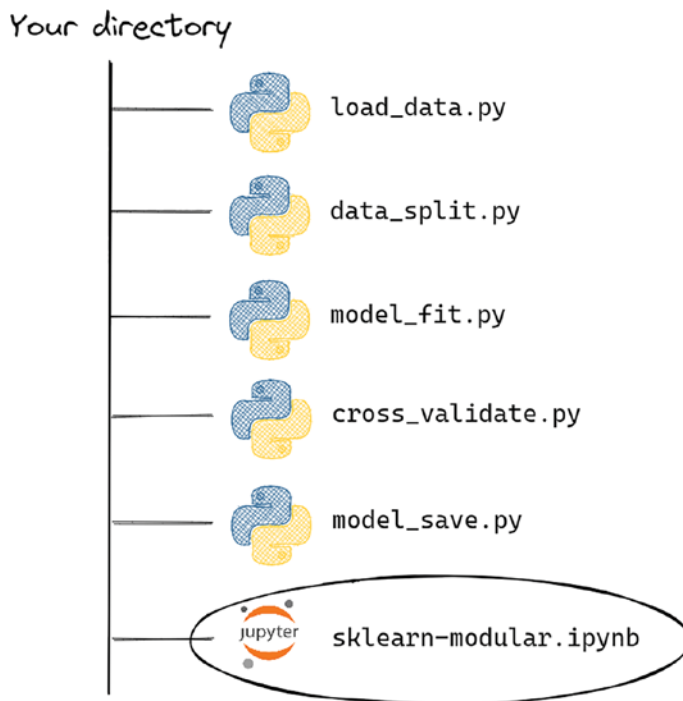 Your directory
load_data.py
data_split.py
model_fit.py
cross_validate.py
model_save.py
jupyter
sklearn-modular.ipynb